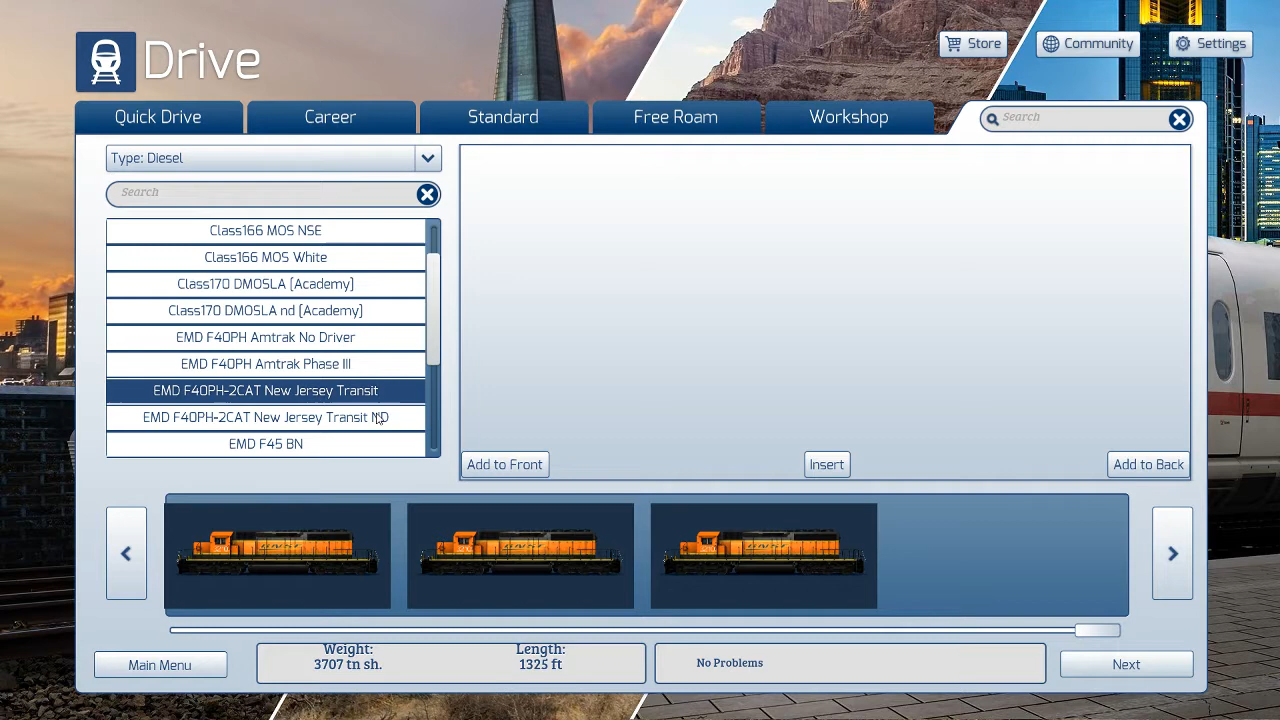 Drive
Store
Community
Settings
Quick Drive
Career
Standard
Free Roam
Workshop
Search
Type: Diesel
Search
Class166 MOS NSE
Class166 MOS White
Class170 DMOSLA [Academy]
Class170 DMOSLA nd [Academy]
EMD F40PH Amtrak No Driver
EMD F40PH Amtrak Phase III
EMD F40PH-2CAT New Jersey Transit
EMD F40PH-2CAT New Jersey Transit ND
EMD F45 BN
Add to Front
Insert
Add to Back
Main Menu
Weight:
3707 tn sh.
Length:
1325 ft
No Problems
Next